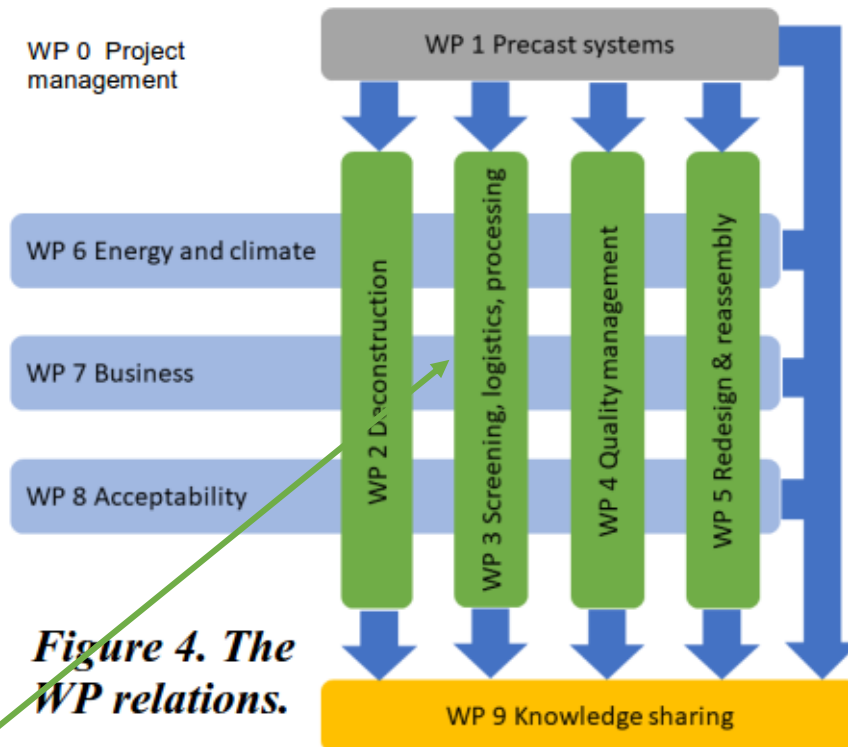 WP 0  Project
management
WP 1 Precast systems
WP 6 Energy and climate
WP 7 Business
WP 8 Acceptability
WP 2 Deconstruction
WP 3 Screening, logistics, processing
WP 4 Quality management
WP 5 Redesign & reassembly
Figure 4. The
WP relations.
WP 9 Knowledge sharing